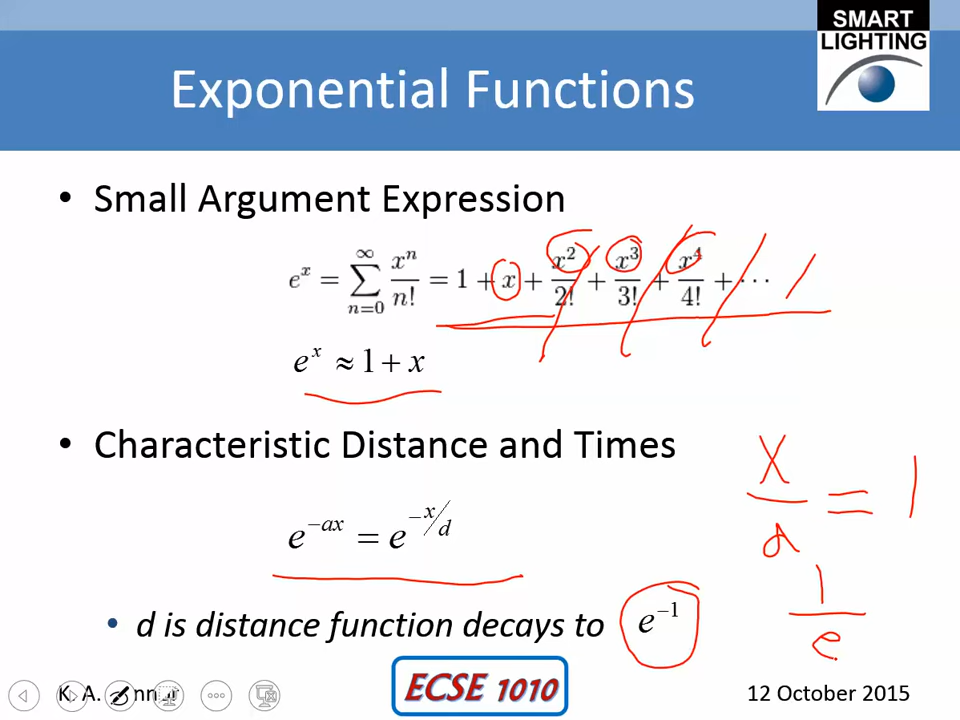 SMART
LIGHTING
Exponential Functions
• Small Argument Expression
e^x = ∑_{n=0}^{∞} x^n/n! = 1 + x + x^2/2! + x^3/3! + x^4/4! + ⋯
e^x ≈ 1 + x
• Characteristic Distance and Times
e^{-ax} = e^{-x/d}
x/d = 1
• d is distance function decays to e^{-1}
1/e
K. A.
ECSE 1010
12 October 2015